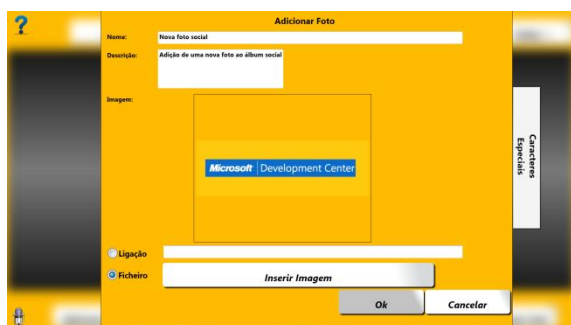 ?
Adicionar Foto
Nome:
Nova foto social
Descrição:
Adição de uma nova foto ao álbum social
Imagem:
Microsoft Development Center
Caracteres
Especiais
Ligação
Ficheiro
Inserir Imagem
Ok
Cancelar